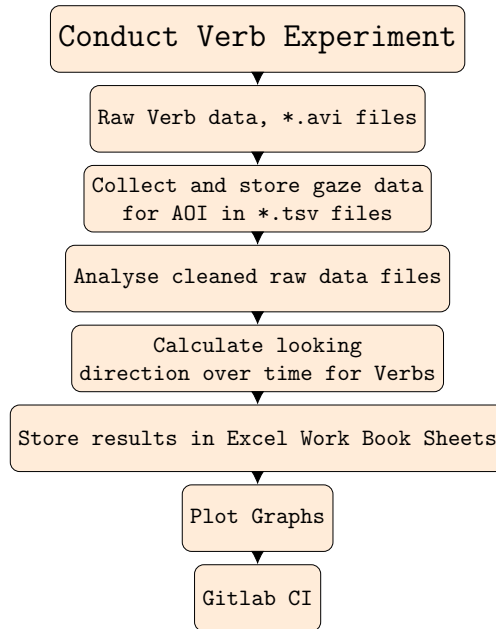 Conduct Verb Experiment
Raw Verb data, *.avi files
Collect and store gaze data
for AOI in *.tsv files
Analyse cleaned raw data files
Calculate looking
direction over time for Verbs
Store results in Excel Work Book Sheets
Plot Graphs
Gitlab CI